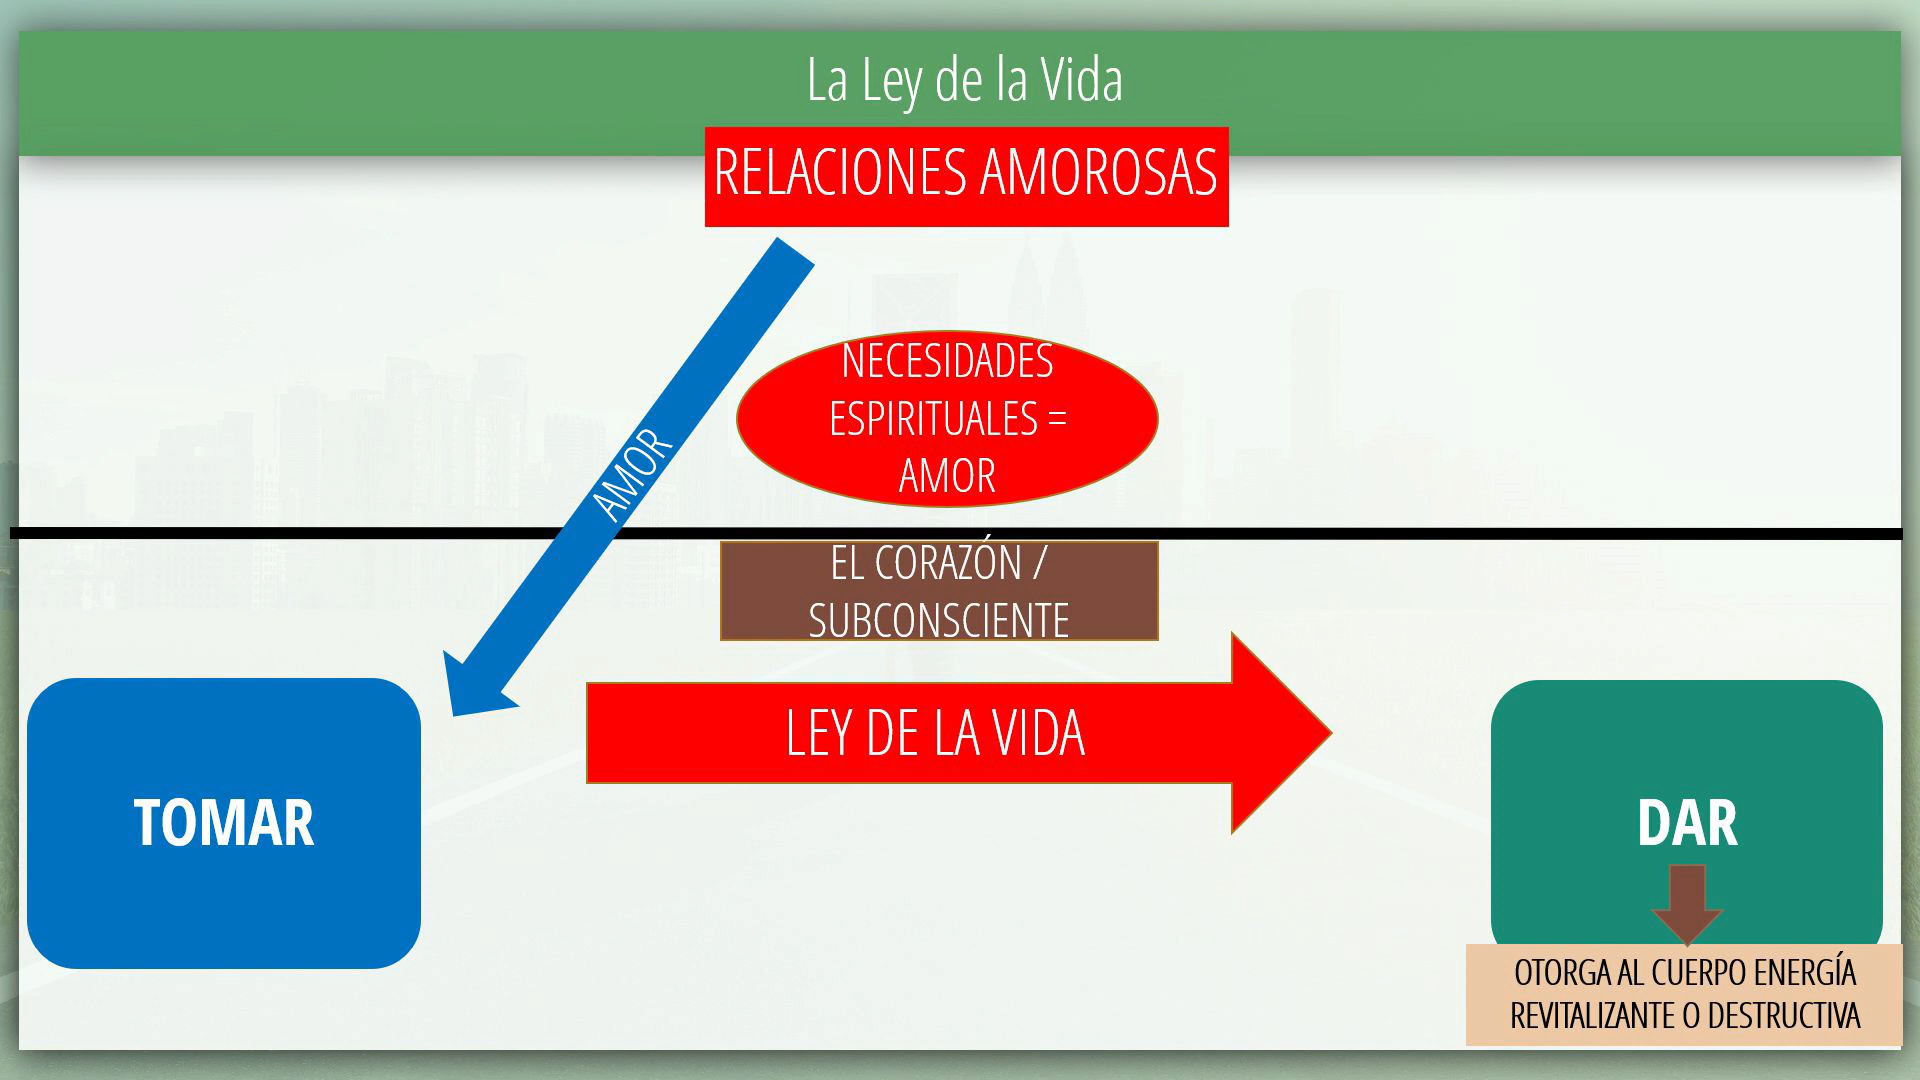 La Ley de la Vida
RELACIONES AMOROSAS
NECESIDADES
ESPIRITUALES =
AMOR
AMOR
EL CORAZÓN /
SUBCONSCIENTE
LEY DE LA VIDA
TOMAR
DAR
OTORGA AL CUERPO ENERGÍA
REVITALIZANTE O DESTRUCTIVA